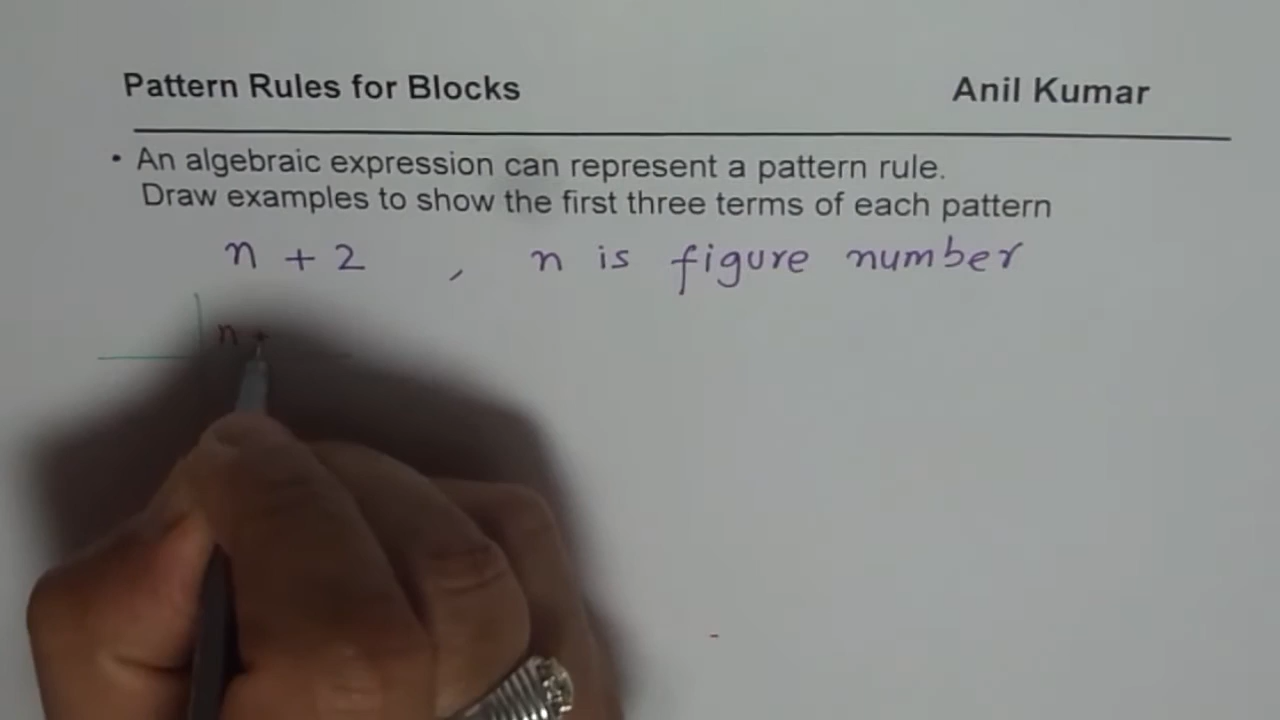 Pattern Rules for Blocks Anil Kumar
• An algebraic expression can represent a pattern rule.
Draw examples to show the first three terms of each pattern
n + 2 , n is figure number
n +